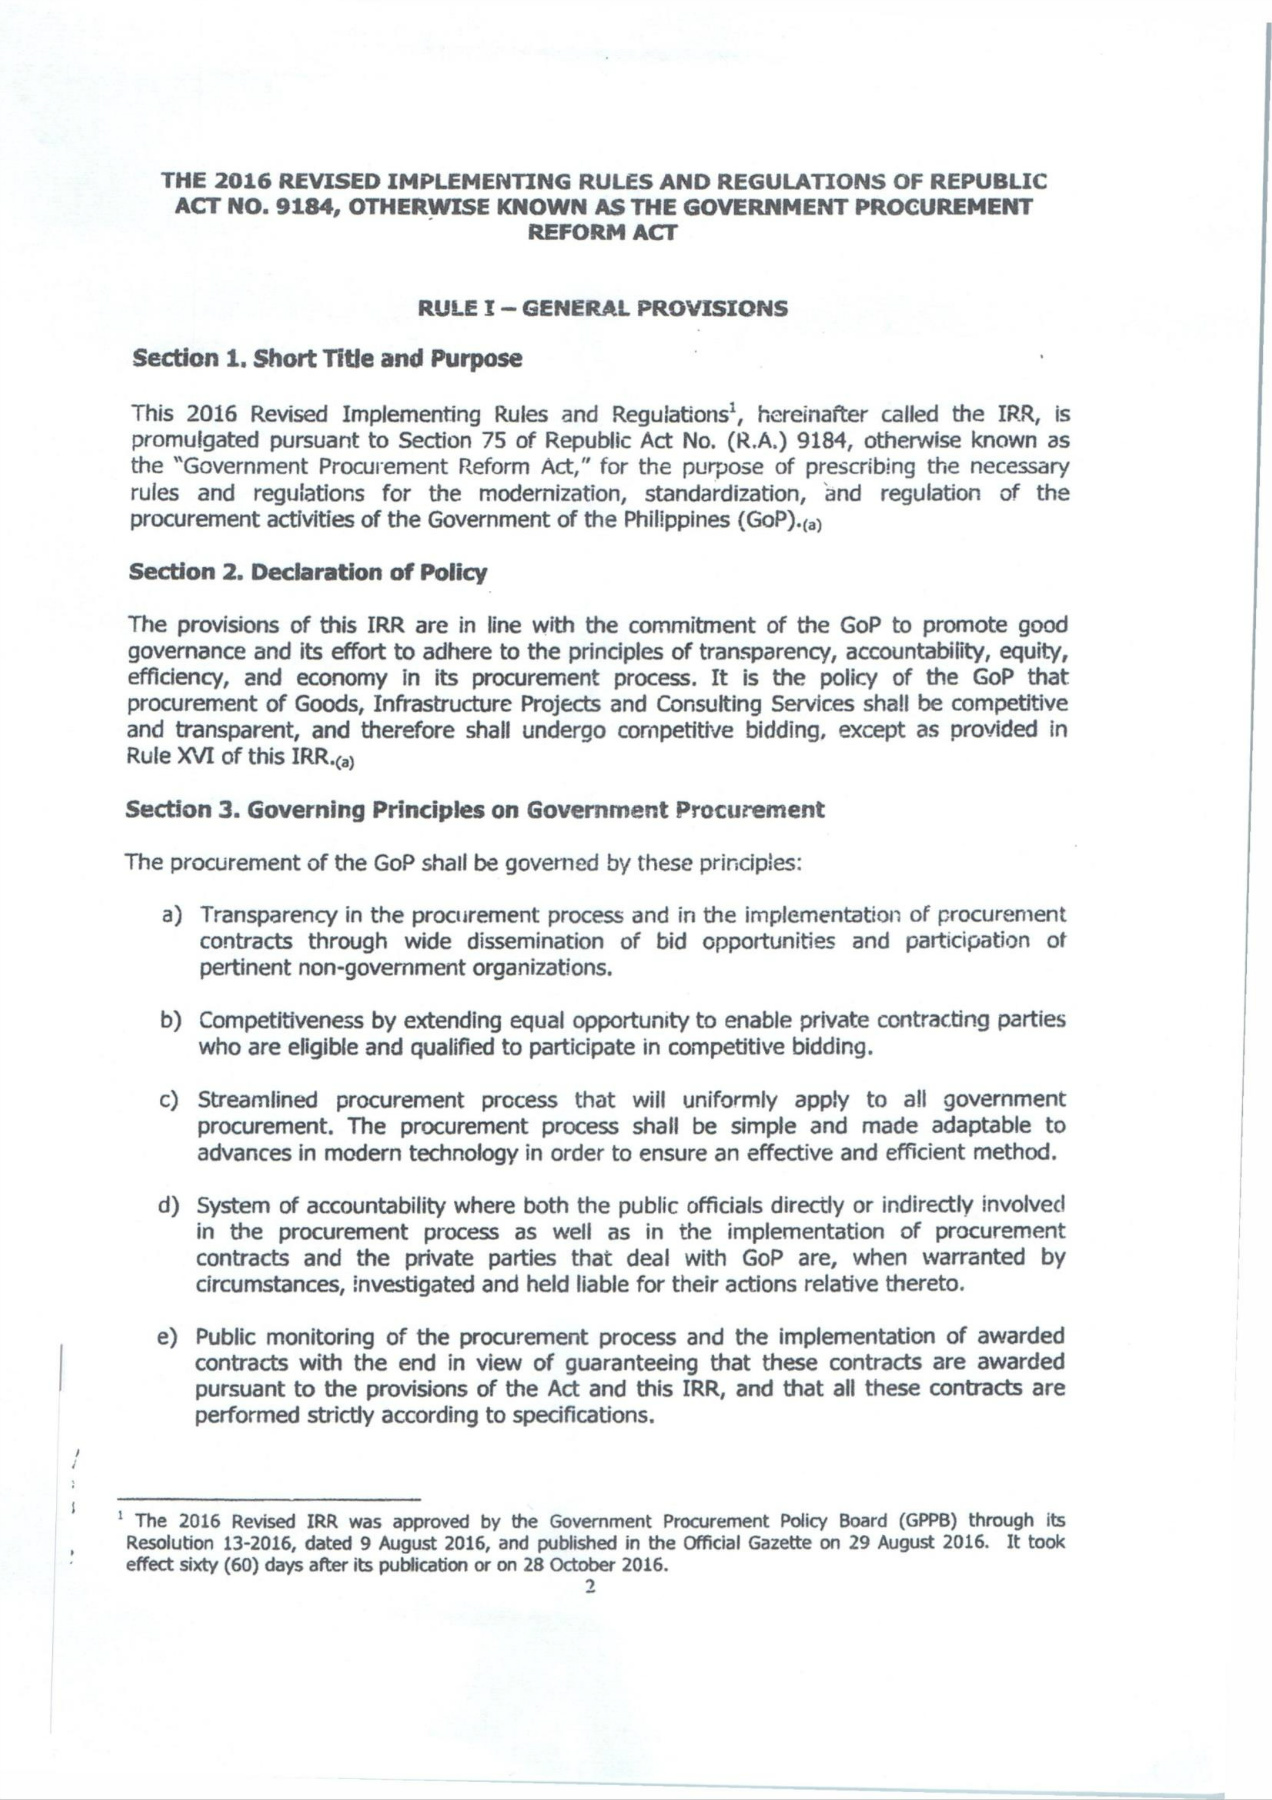 THE 2016 REVISED IMPLEMENTING RULES AND REGULATIONS OF REPUBLIC
ACT NO. 9184, OTHERWISE KNOWN AS THE GOVERNMENT PROCUREMENT
REFORM ACT
RULE I – GENERAL PROVISIONS
Section 1. Short Title and Purpose
This 2016 Revised Implementing Rules and Regulations¹, hereinafter called the IRR, is
promulgated pursuant to Section 75 of Republic Act No. (R.A.) 9184, otherwise known as
the "Government Procurement Reform Act," for the purpose of prescribing the necessary
rules and regulations for the modernization, standardization, and regulation of the
procurement activities of the Government of the Philippines (GoP).(a)
Section 2. Declaration of Policy
The provisions of this IRR are in line with the commitment of the GoP to promote good
governance and its effort to adhere to the principles of transparency, accountability, equity,
efficiency, and economy in its procurement process. It is the policy of the GoP that
procurement of Goods, Infrastructure Projects and Consulting Services shall be competitive
and transparent, and therefore shall undergo competitive bidding, except as provided in
Rule XVI of this IRR.(a)
Section 3. Governing Principles on Government Procurement
The procurement of the GoP shall be governed by these principles:
a) Transparency in the procurement process and in the implementation of procurement
contracts through wide dissemination of bid opportunities and participation of
pertinent non-government organizations.
b) Competitiveness by extending equal opportunity to enable private contracting parties
who are eligible and qualified to participate in competitive bidding.
c) Streamlined procurement process that will uniformly apply to all government
procurement. The procurement process shall be simple and made adaptable to
advances in modern technology in order to ensure an effective and efficient method.
d) System of accountability where both the public officials directly or indirectly involved
in the procurement process as well as in the implementation of procurement
contracts and the private parties that deal with GoP are, when warranted by
circumstances, investigated and held liable for their actions relative thereto.
e) Public monitoring of the procurement process and the implementation of awarded
contracts with the end in view of guaranteeing that these contracts are awarded
pursuant to the provisions of the Act and this IRR, and that all these contracts are
performed strictly according to specifications.
¹ The 2016 Revised IRR was approved by the Government Procurement Policy Board (GPPB) through its
Resolution 13-2016, dated 9 August 2016, and published in the Official Gazette on 29 August 2016. It took
effect sixty (60) days after its publication or on 28 October 2016.
2